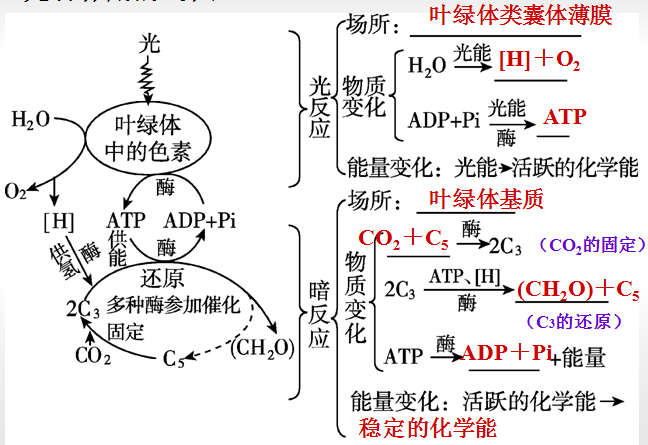 光
H₂O
叶绿体
中的色素
O₂
酶
[H]
ATP
ADP+Pi
供氢
酶
供能
酶
还原
2C₃
多种酶参加催化
固定
CO₂
C₅
(CH₂O)
光反应
场所：叶绿体类囊体薄膜
物质变化
H₂O 光能 [H]＋O₂
ADP+Pi 光能 酶 ATP
能量变化：光能→活跃的化学能
暗反应
场所：叶绿体基质
物质变化
CO₂＋C₅ 酶 2C₃ （CO₂的固定）
2C₃ ATP、[H] 酶 (CH₂O)＋C₅
（C₃的还原）
ATP 酶 ADP＋Pi+能量
能量变化：活跃的化学能→
稳定的化学能